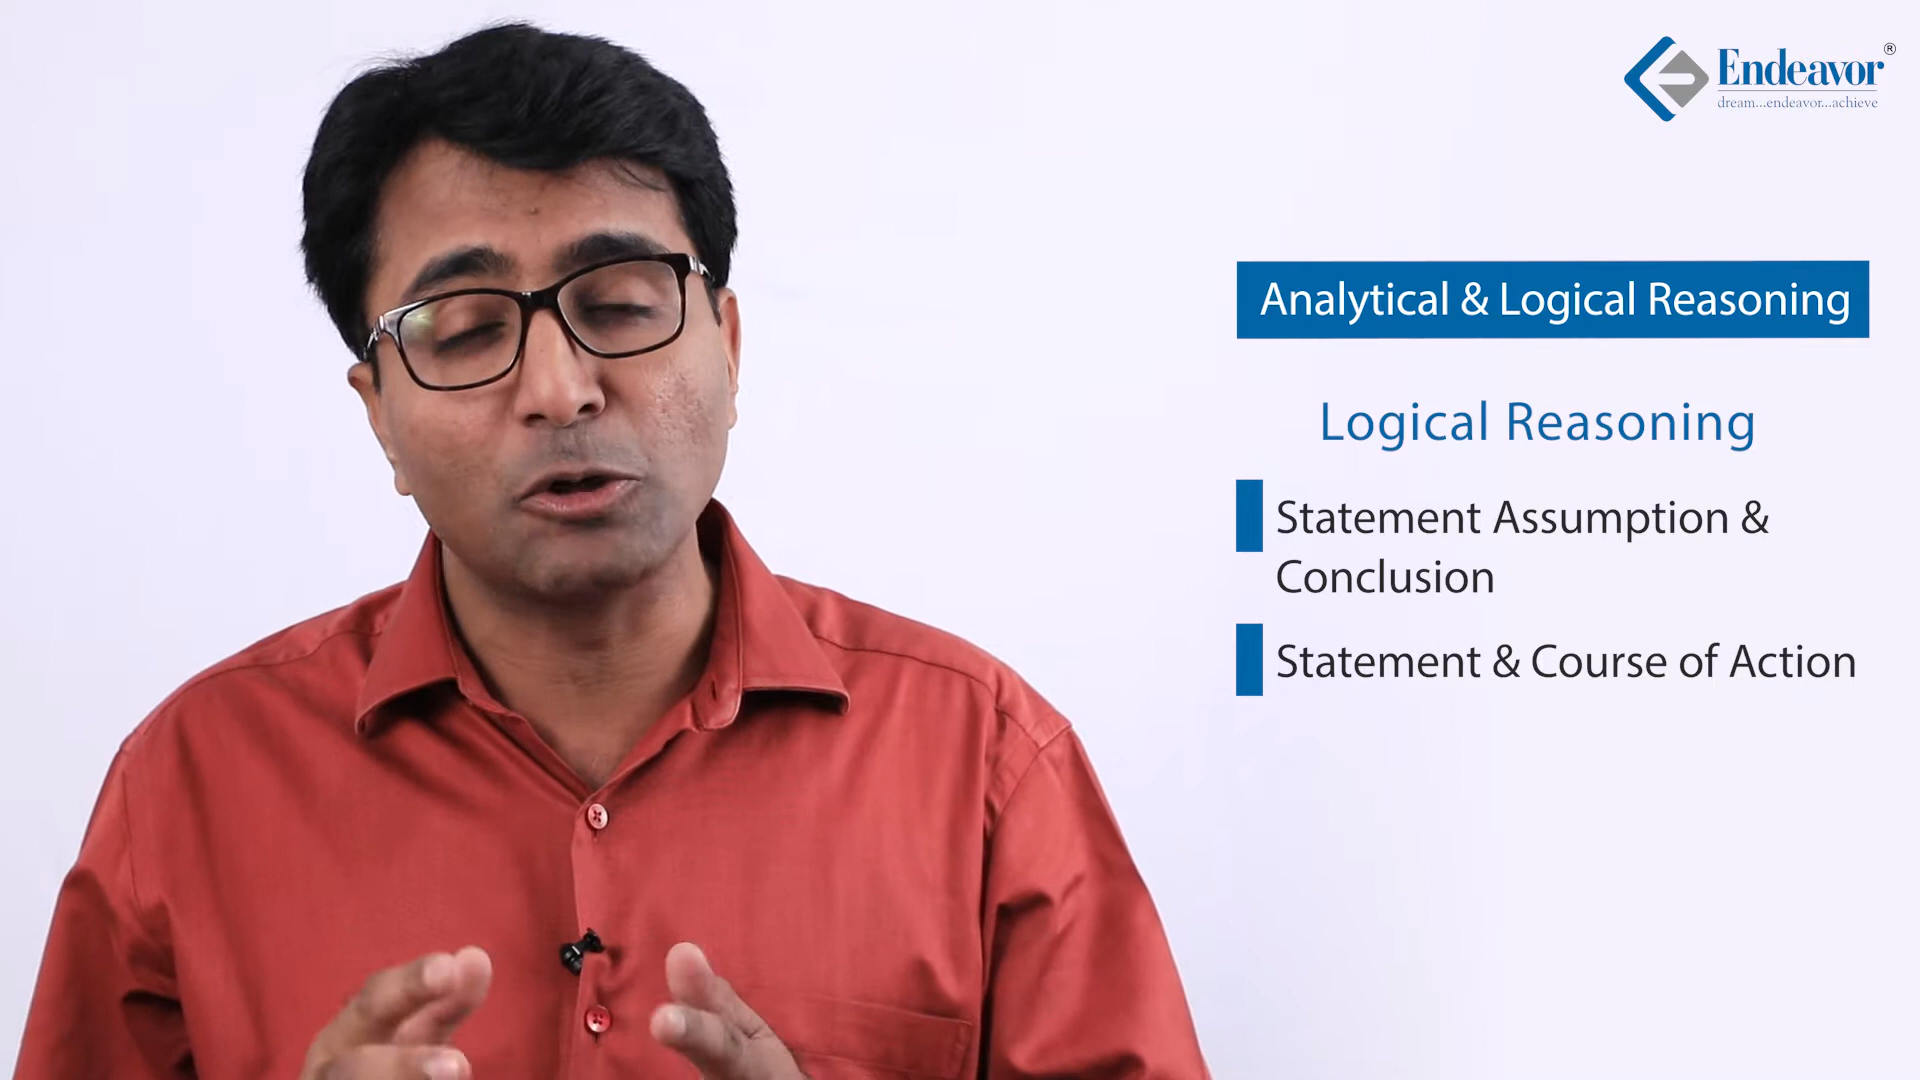 Endeavor®
dream...endeavor...achieve
Analytical & Logical Reasoning
Logical Reasoning
Statement Assumption &
Conclusion
Statement & Course of Action